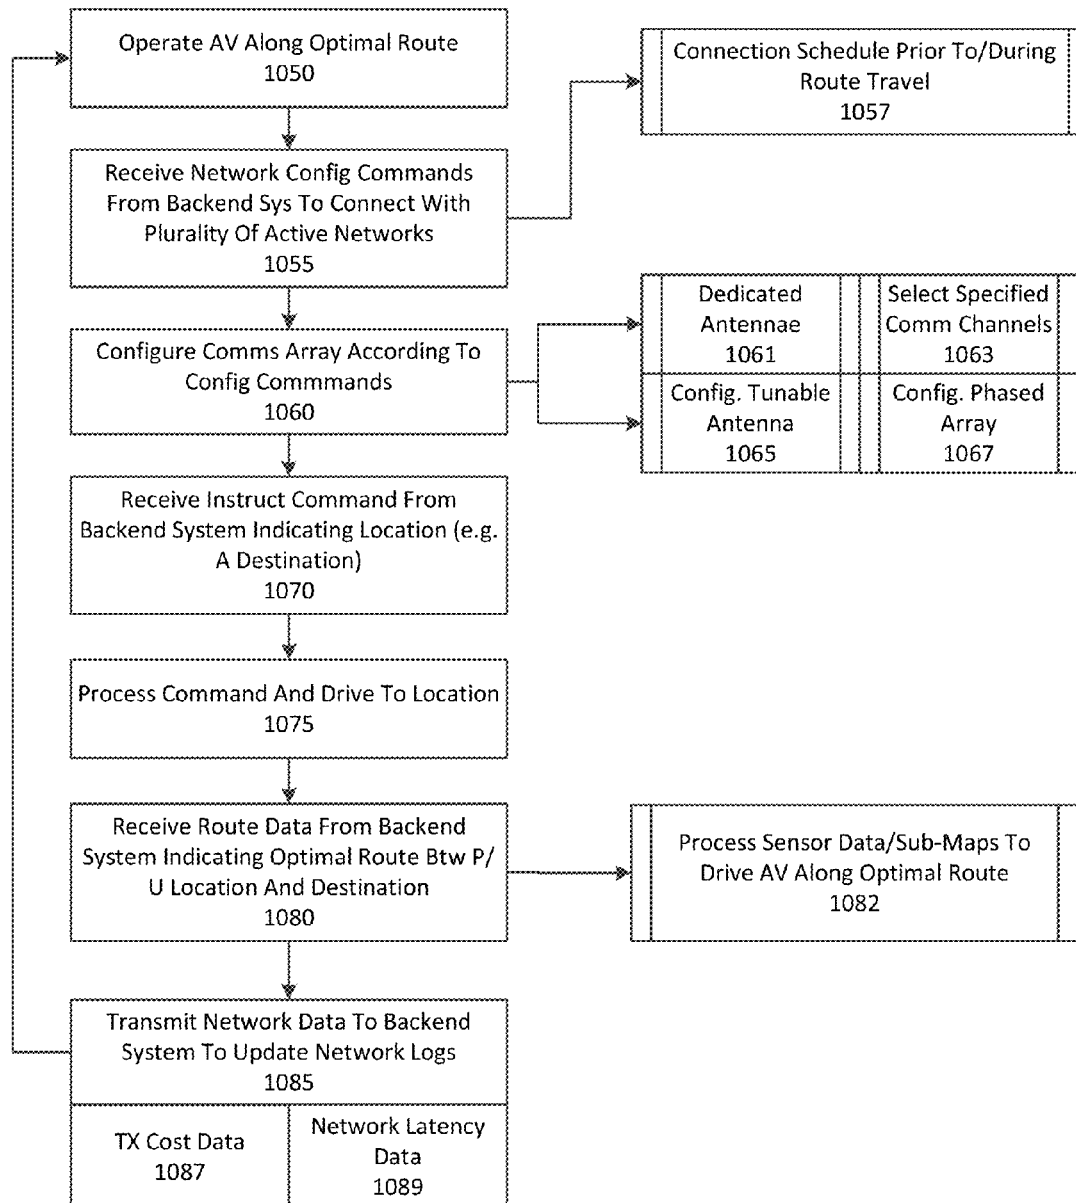 Operate AV Along Optimal Route
1050
Connection Schedule Prior To/During
Route Travel
1057
Receive Network Config Commands
From Backend Sys To Connect With
Plurality Of Active Networks
1055
Configure Comms Array According To
Config Commmands
1060
Dedicated
Antennae
1061
Select Specified
Comm Channels
1063
Config. Tunable
Antenna
1065
Config. Phased
Array
1067
Receive Instruct Command From
Backend System Indicating Location (e.g.
A Destination)
1070
Process Command And Drive To Location
1075
Receive Route Data From Backend
System Indicating Optimal Route Btw P/
U Location And Destination
1080
Process Sensor Data/Sub-Maps To
Drive AV Along Optimal Route
1082
Transmit Network Data To Backend
System To Update Network Logs
1085
TX Cost Data
1087
Network Latency
Data
1089